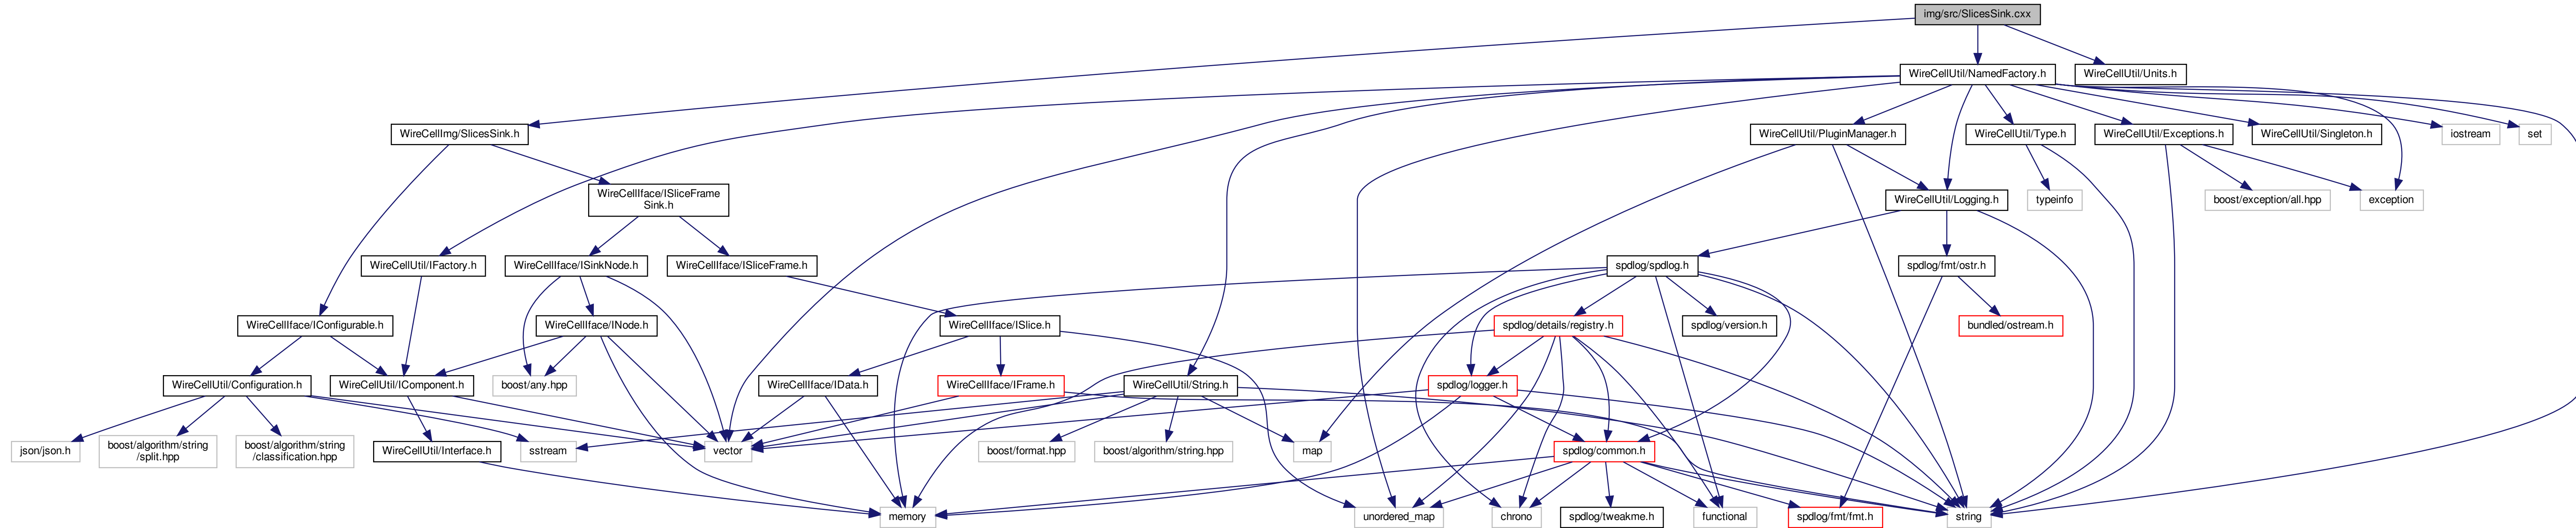 img/src/SlicesSink.cxx
WireCellUtil/NamedFactory.h
WireCellUtil/Units.h
WireCellImg/SlicesSink.h
WireCellUtil/PluginManager.h
WireCellUtil/Type.h
WireCellUtil/Exceptions.h
WireCellUtil/Singleton.h
iostream
set
WireCellIface/ISliceFrame
Sink.h
WireCellUtil/Logging.h
typeinfo
boost/exception/all.hpp
exception
WireCellUtil/IFactory.h
WireCellIface/ISinkNode.h
WireCellIface/ISliceFrame.h
spdlog/spdlog.h
spdlog/fmt/ostr.h
WireCellIface/IConfigurable.h
WireCellIface/INode.h
WireCellIface/ISlice.h
spdlog/details/registry.h
spdlog/version.h
bundled/ostream.h
WireCellUtil/Configuration.h
WireCellUtil/IComponent.h
boost/any.hpp
WireCellIface/IData.h
WireCellIface/IFrame.h
WireCellUtil/String.h
spdlog/logger.h
json/json.h
boost/algorithm/string
/split.hpp
boost/algorithm/string
/classification.hpp
WireCellUtil/Interface.h
sstream
vector
boost/format.hpp
boost/algorithm/string.hpp
map
spdlog/common.h
memory
unordered_map
chrono
spdlog/tweakme.h
functional
spdlog/fmt/fmt.h
string